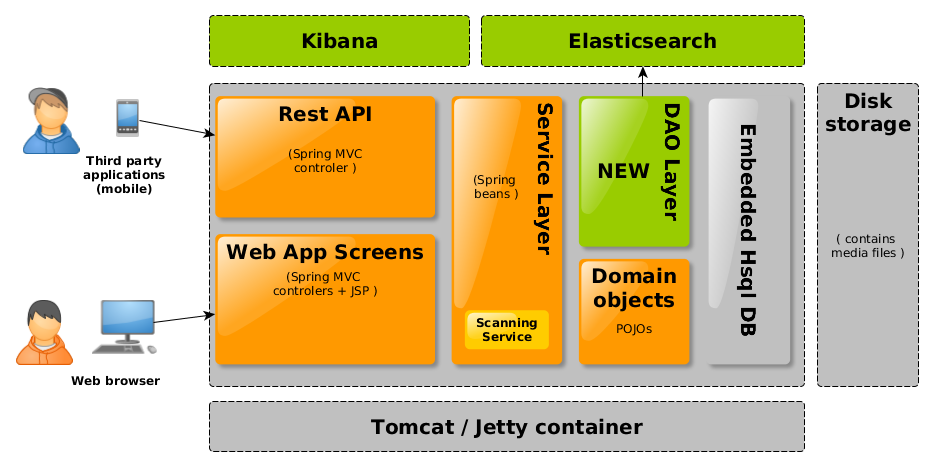 Kibana
Elasticsearch
Rest API
(Spring MVC
controler )
Service Layer
(Spring
beans )
DAO Layer
NEW
Embedded Hsql DB
Disk
storage
( contains
media files )
Third party
applications
(mobile)
Web App Screens
(Spring MVC
controlers + JSP )
Domain
objects
POJOs
Scanning
Service
Web browser
Tomcat / Jetty container